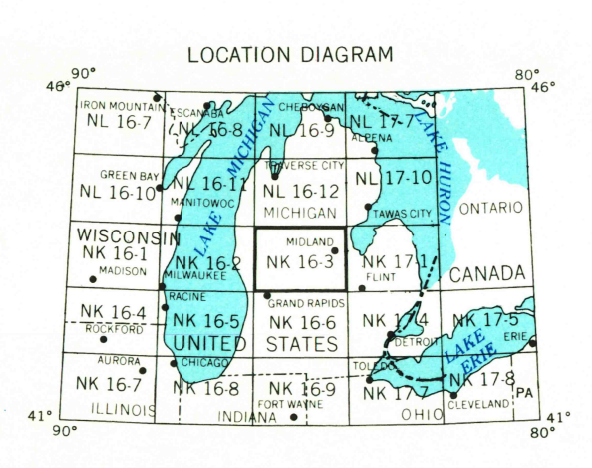 LOCATION DIAGRAM
90° 80°
46° 46°
IRON MOUNTAIN ESCANABA CHEBOYGAN
NL 16-7 NL 16-8 NL 16-9 NL 17-7
ALPENA
LAKE MICHIGAN
LAKE HURON
GREEN BAY TRAVERSE CITY
NL 16-10 NL 16-11 NL 16-12 NL 17-10
MANITOWOC MICHIGAN TAWAS CITY ONTARIO
WISCONSIN MIDLAND
NK 16-1 NK 16-2 NK 16-3 NK 17-1
MADISON MILWAUKEE FLINT CANADA
RACINE GRAND RAPIDS
NK 16-4 NK 16-5 NK 16-6 NK 17-4 NK 17-5
ROCKFORD UNITED STATES DETROIT ERIE
LAKE ERIE
AURORA CHICAGO TOLEDO
NK 16-7 NK 16-8 NK 16-9 NK 17-7 NK 17-8
PA
ILLINOIS INDIANA FORT WAYNE OHIO CLEVELAND
41° 41°
90° 80°